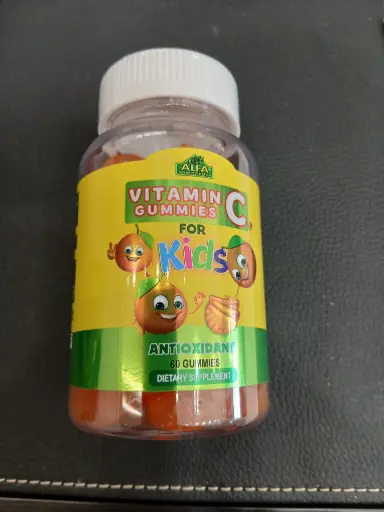 ALFA
VITAMIN C
GUMMIES
FOR
Kids
ANTIOXIDANT
60 GUMMIES
DIETARY SUPPLEMENT